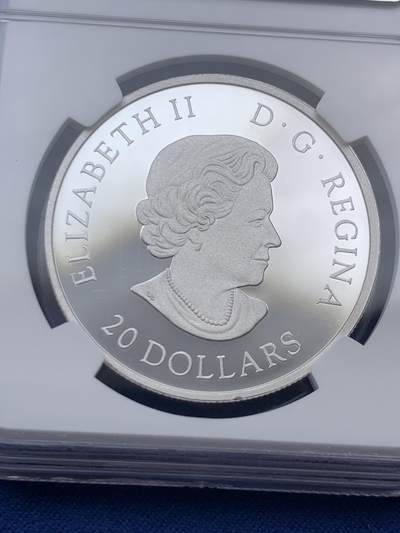 ELIZABETH II D·G·REGINA
20 DOLLARS